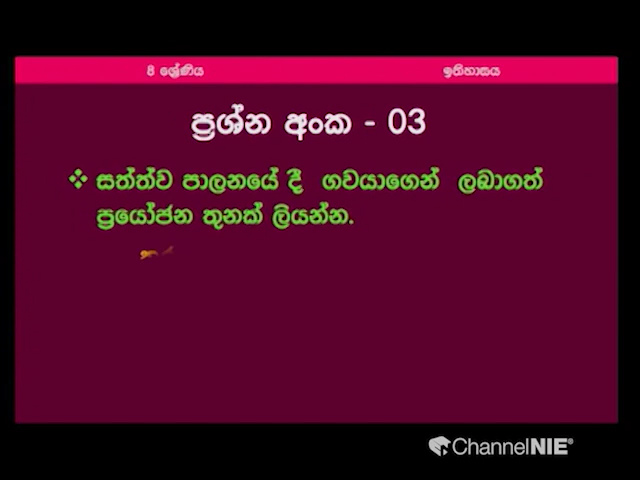 8 ශ්‍රේණිය ඉතිහාසය
ප්‍රශ්න අංක - 03
❖ සත්ත්ව පාලනයේ දී ගවයාගෙන් ලබාගත්
ප්‍රයෝජන තුනක් ලියන්න.
ChannelNIE®